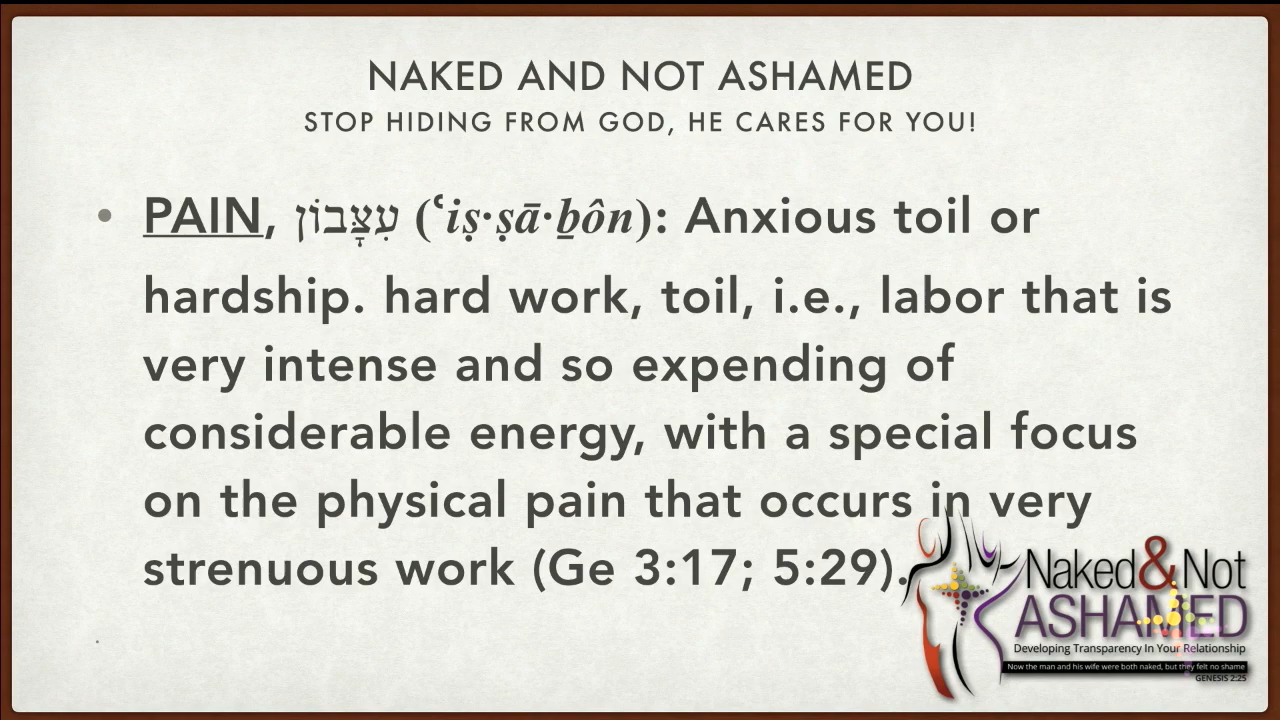 NAKED AND NOT ASHAMED
STOP HIDING FROM GOD, HE CARES FOR YOU!
• PAIN, עִצָּבוֹן (ʿiṣ·ṣā·ḇôn): Anxious toil or
hardship. hard work, toil, i.e., labor that is
very intense and so expending of
considerable energy, with a special focus
on the physical pain that occurs in very
strenuous work (Ge 3:17; 5:29).
Naked & Not
ASHAMED
Developing Transparency In Your Relationship
Now the man and his wife were both naked, but they felt no shame
GENESIS 2:25